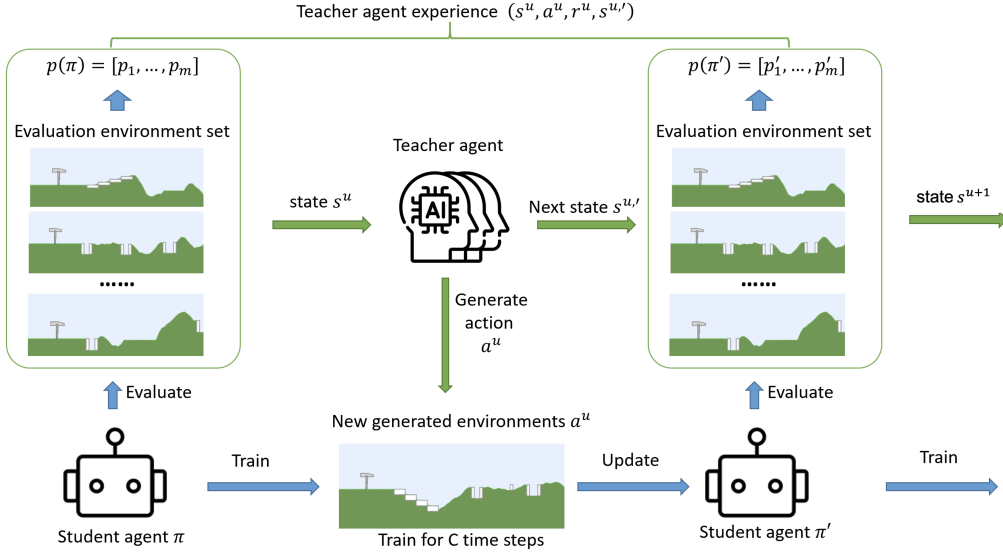 Teacher agent experience (s^u, a^u, r^u, s^{u,′})
p(π) = [p_1, …, p_m]
Evaluation environment set
……
Evaluate
Student agent π
state s^u
Teacher agent
AI
Next state s^{u,′}
Generate
action
a^u
New generated environments a^u
Train
Train for C time steps
Update
p(π′) = [p′_1, …, p′_m]
Evaluation environment set
……
Evaluate
Student agent π′
state s^{u+1}
Train